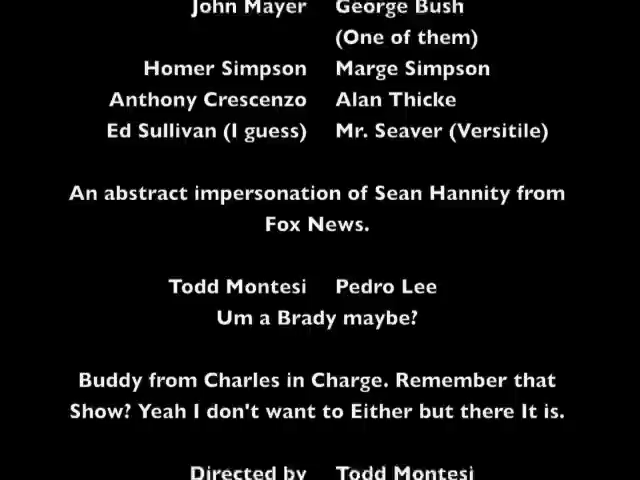 John Mayer George Bush
(One of them)
Homer Simpson Marge Simpson
Anthony Crescenzo Alan Thicke
Ed Sullivan (I guess) Mr. Seaver (Versitile)
An abstract impersonation of Sean Hannity from
Fox News.
Todd Montesi Pedro Lee
Um a Brady maybe?
Buddy from Charles in Charge. Remember that
Show? Yeah I don't want to Either but there It is.
Directed by Todd Montesi